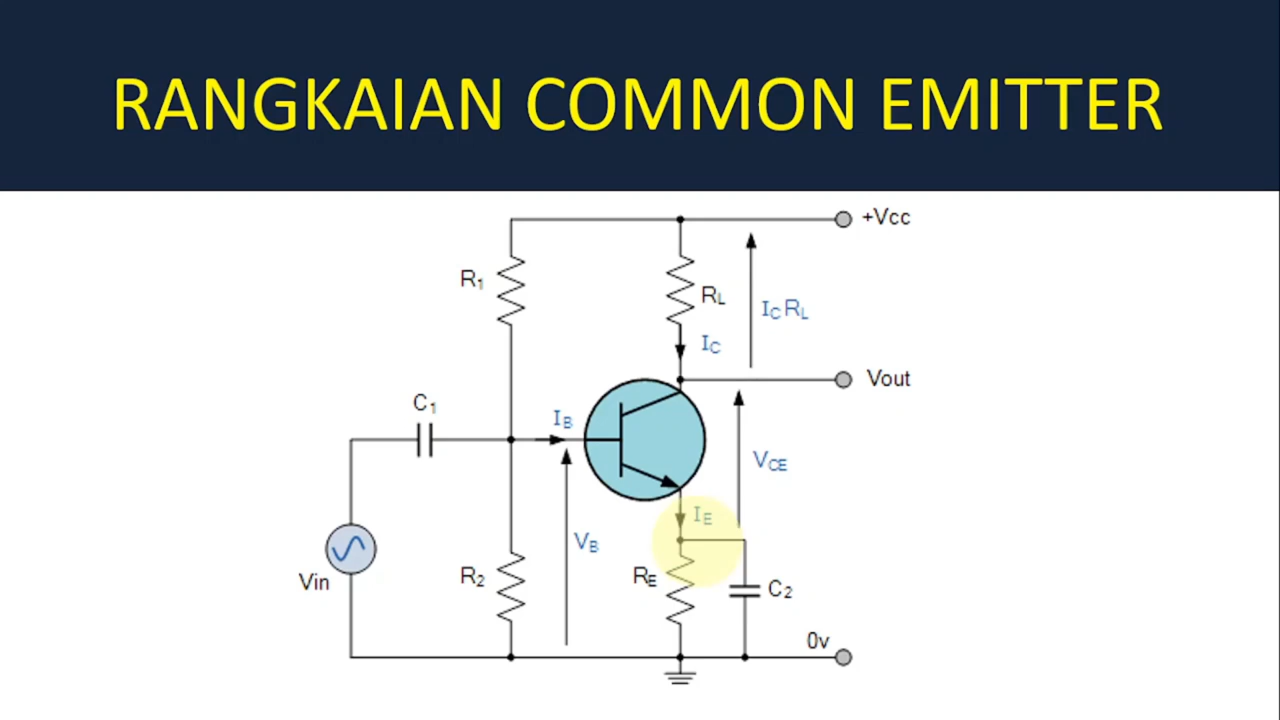 RANGKAIAN COMMON EMITTER
+Vcc
R1
RL
IC RL
IC
Vout
C1
IB
VCE
IE
VB
Vin
R2
RE
C2
0v